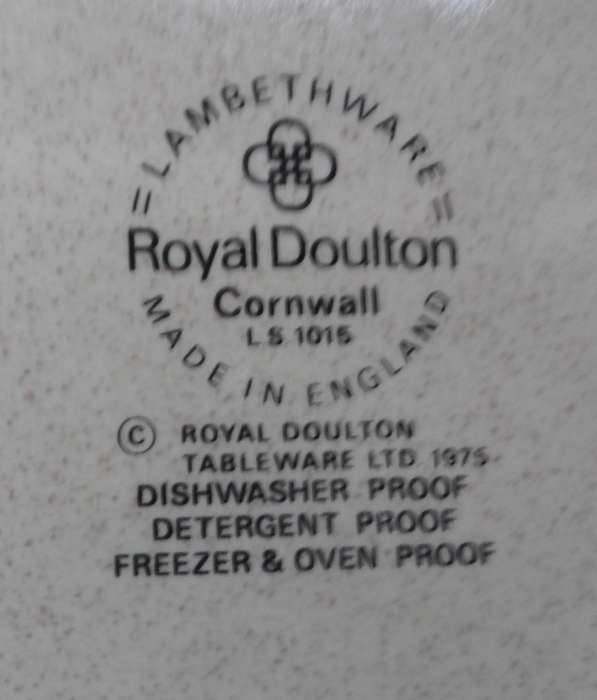 = LAMBETHWARE =
Royal Doulton
Cornwall
L.S. 1015
MADE IN ENGLAND
© ROYAL DOULTON
TABLEWARE LTD. 1975.
DISHWASHER PROOF
DETERGENT PROOF
FREEZER & OVEN PROOF